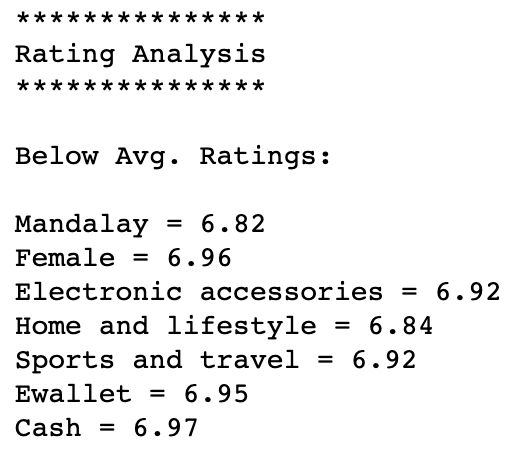 ***************
Rating Analysis
***************
Below Avg. Ratings:
Mandalay = 6.82
Female = 6.96
Electronic accessories = 6.92
Home and lifestyle = 6.84
Sports and travel = 6.92
Ewallet = 6.95
Cash = 6.97